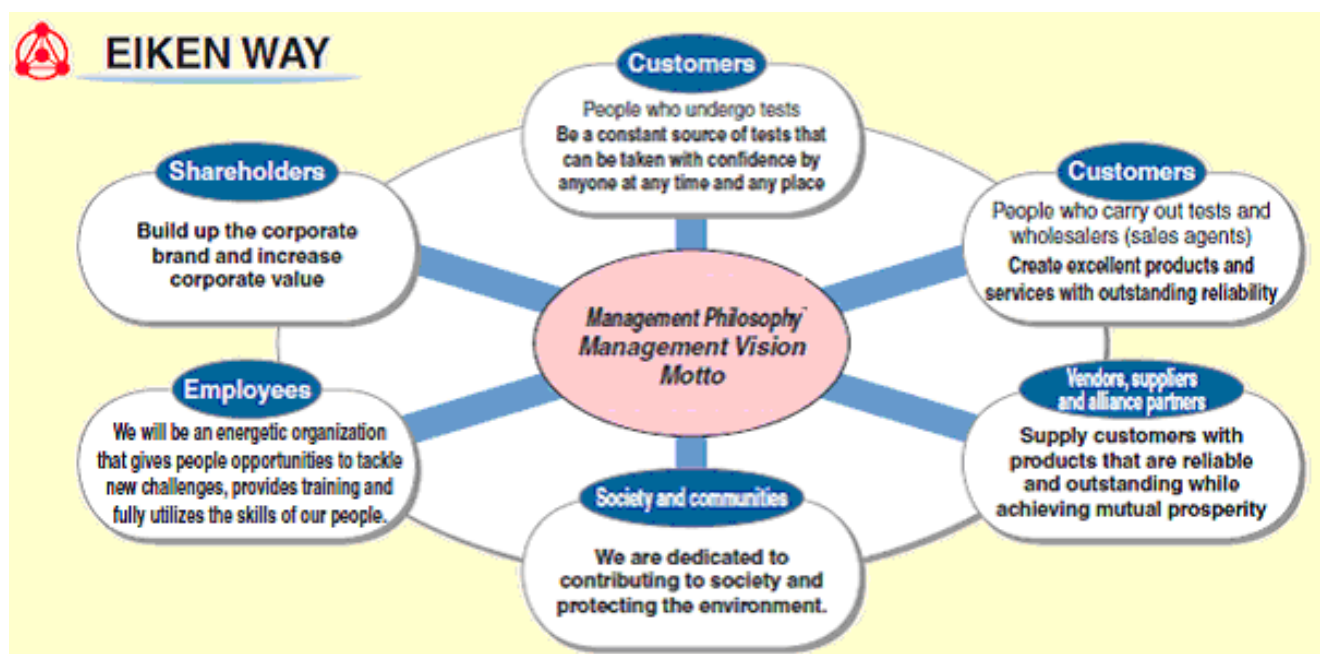 EIKEN WAY
Customers
People who undergo tests
Be a constant source of tests that
can be taken with confidence by
anyone at any time and any place
Shareholders
Build up the corporate
brand and increase
corporate value
Customers
People who carry out tests and
wholesalers (sales agents)
Create excellent products and
services with outstanding reliability
Management Philosophy
Management Vision
Motto
Employees
We will be an energetic organization
that gives people opportunities to tackle
new challenges, provides training and
fully utilizes the skills of our people.
Vendors, suppliers
and alliance partners
Supply customers with
products that are reliable
and outstanding while
achieving mutual prosperity
Society and communities
We are dedicated to
contributing to society and
protecting the environment.